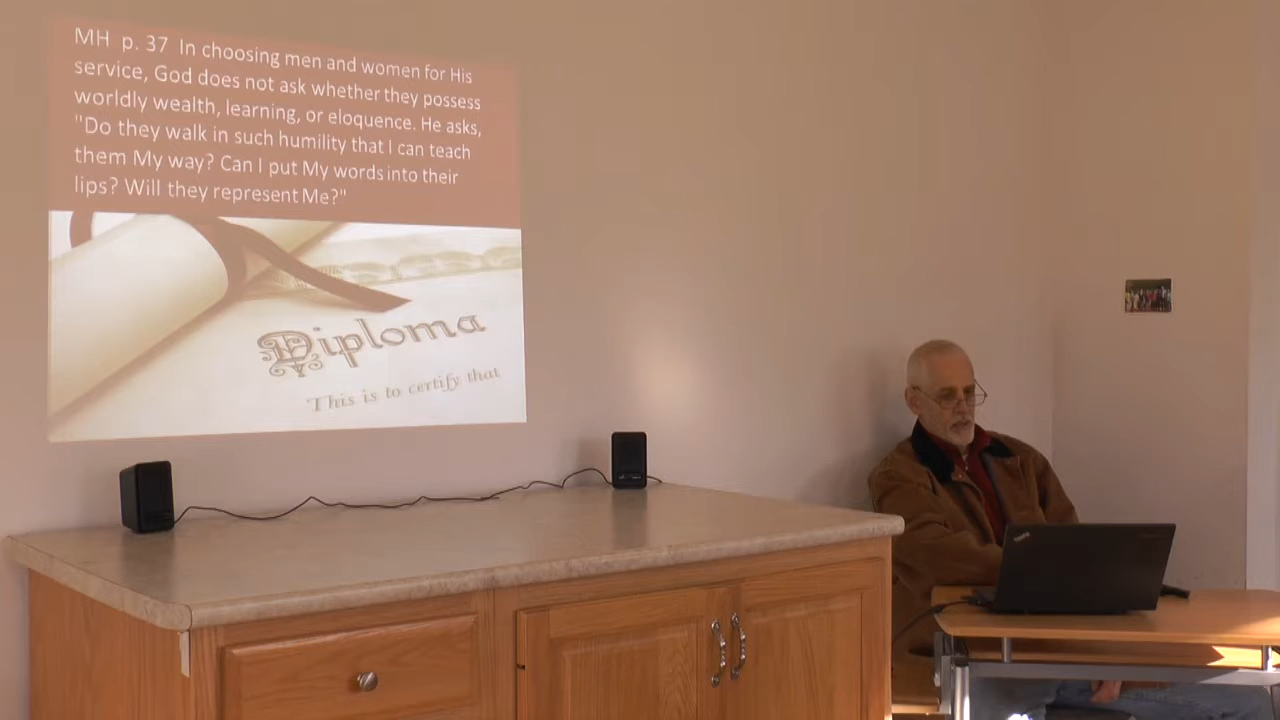 MH p. 37 In choosing men and women for His
service, God does not ask whether they possess
worldly wealth, learning, or eloquence. He asks,
"Do they walk in such humility that I can teach
them My way? Can I put My words into their
lips? Will they represent Me?"
Diploma
This is to certify that
ThinkPad